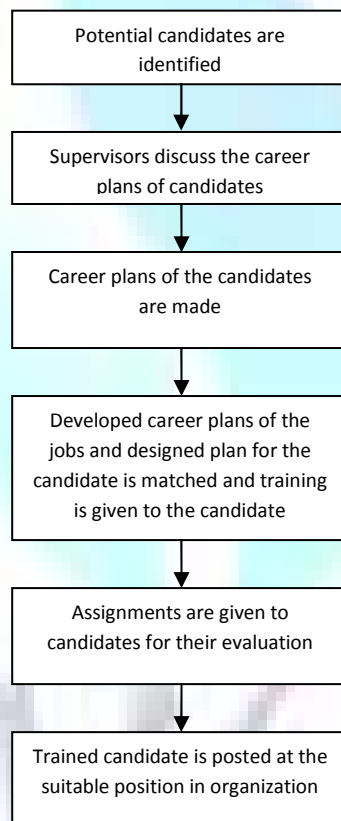 Potential candidates are
identified
Supervisors discuss the career
plans of candidates
Career plans of the candidates
are made
Developed career plans of the
jobs and designed plan for the
candidate is matched and training
is given to the candidate
Assignments are given to
candidates for their evaluation
Trained candidate is posted at the
suitable position in organization